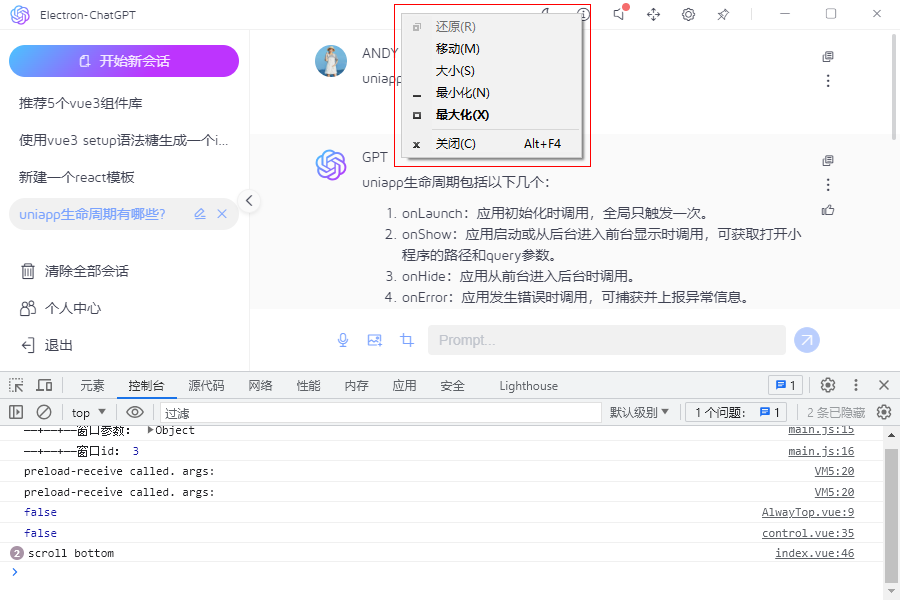 Electron-ChatGPT
开始新会话
推荐5个vue3组件库
使用vue3 setup语法糖生成一个i...
新建一个react模板
uniapp生命周期有哪些?
清除全部会话
个人中心
退出
还原(R)
移动(M)
大小(S)
最小化(N)
最大化(X)
关闭(C) Alt+F4
ANDY
uniapp
GPT
uniapp生命周期包括以下几个：
1. onLaunch：应用初始化时调用，全局只触发一次。
2. onShow：应用启动或从后台进入前台显示时调用，可获取打开小
程序的路径和query参数。
3. onHide：应用从前台进入后台时调用。
4. onError：应用发生错误时调用，可捕获并上报异常信息。
Prompt...
元素 控制台 源代码 网络 性能 内存 应用 安全 Lighthouse 1
top 过滤 默认级别 1 个问题: 1 2 条已隐藏
——+——+——窗口参数: Object main.js:15
——+——+——窗口id: 3 main.js:16
preload-receive called. args: VM5:20
preload-receive called. args: VM5:20
false AlwayTop.vue:9
false control.vue:35
2 scroll bottom index.vue:46